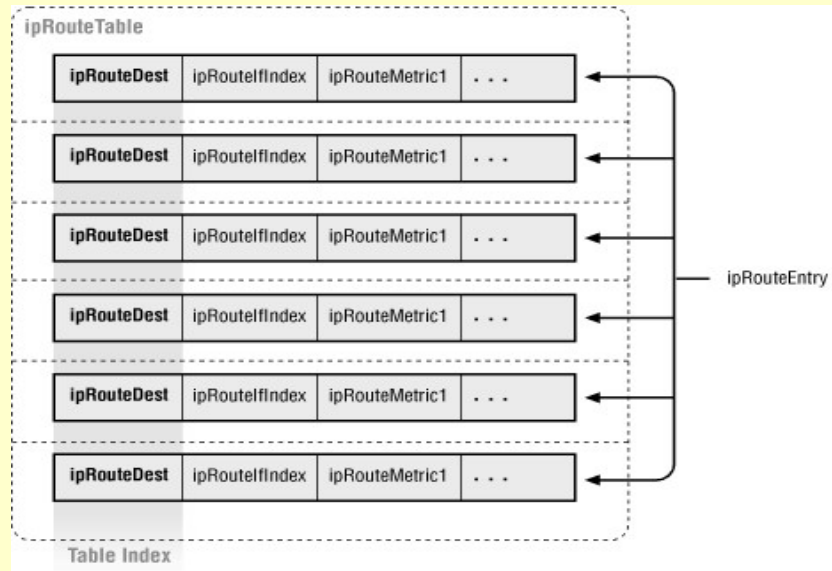 ipRouteTable
ipRouteDest ipRouteIfIndex ipRouteMetric1 . . .
ipRouteDest ipRouteIfIndex ipRouteMetric1 . . .
ipRouteDest ipRouteIfIndex ipRouteMetric1 . . .
ipRouteEntry
ipRouteDest ipRouteIfIndex ipRouteMetric1 . . .
ipRouteDest ipRouteIfIndex ipRouteMetric1 . . .
ipRouteDest ipRouteIfIndex ipRouteMetric1 . . .
Table Index